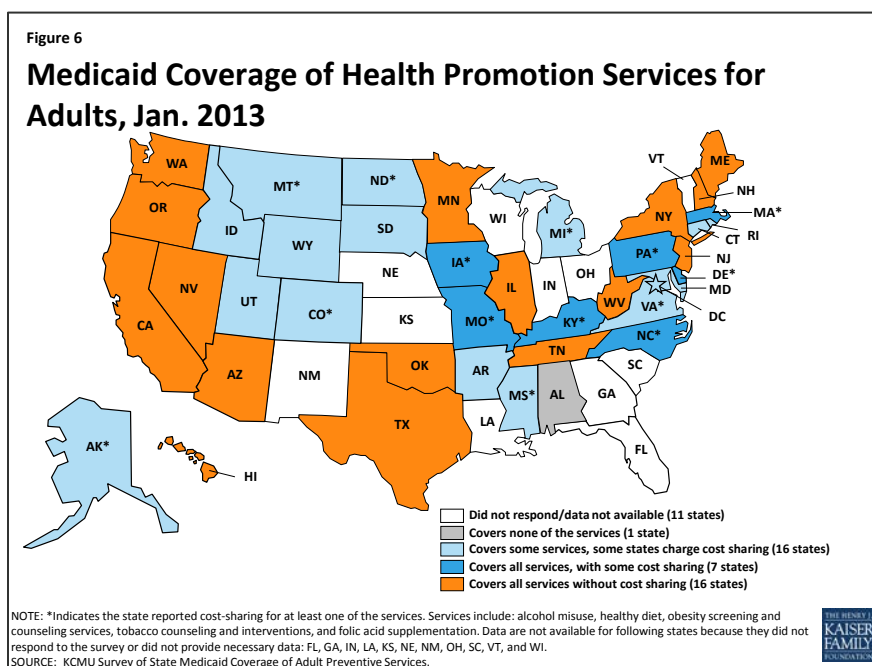 Figure 6
Medicaid Coverage of Health Promotion Services for
Adults, Jan. 2013
WA
MT*
ND*
MN
VT
ME
OR
ID
WY
SD
WI
MI*
NY
NH
MA*
RI
CT
NV
UT
CO*
NE
IA*
IL
IN
OH
PA*
NJ
DE*
MD
DC
CA
AZ
NM
KS
MO*
KY*
WV
VA*
NC*
OK
AR
TN
SC
TX
LA
MS*
AL
GA
FL
AK*
HI
Did not respond/data not available (11 states)
Covers none of the services (1 state)
Covers some services, some states charge cost sharing (16 states)
Covers all services, with some cost sharing (7 states)
Covers all services without cost sharing (16 states)
NOTE: *Indicates the state reported cost-sharing for at least one of the services. Services include: alcohol misuse, healthy diet, obesity screening and
counseling services, tobacco counseling and interventions, and folic acid supplementation. Data are not available for following states because they did not
respond to the survey or did not provide necessary data: FL, GA, IN, LA, KS, NE, NM, OH, SC, VT, and WI.
SOURCE: KCMU Survey of State Medicaid Coverage of Adult Preventive Services.
THE HENRY J.
KAISER
FAMILY
FOUNDATION